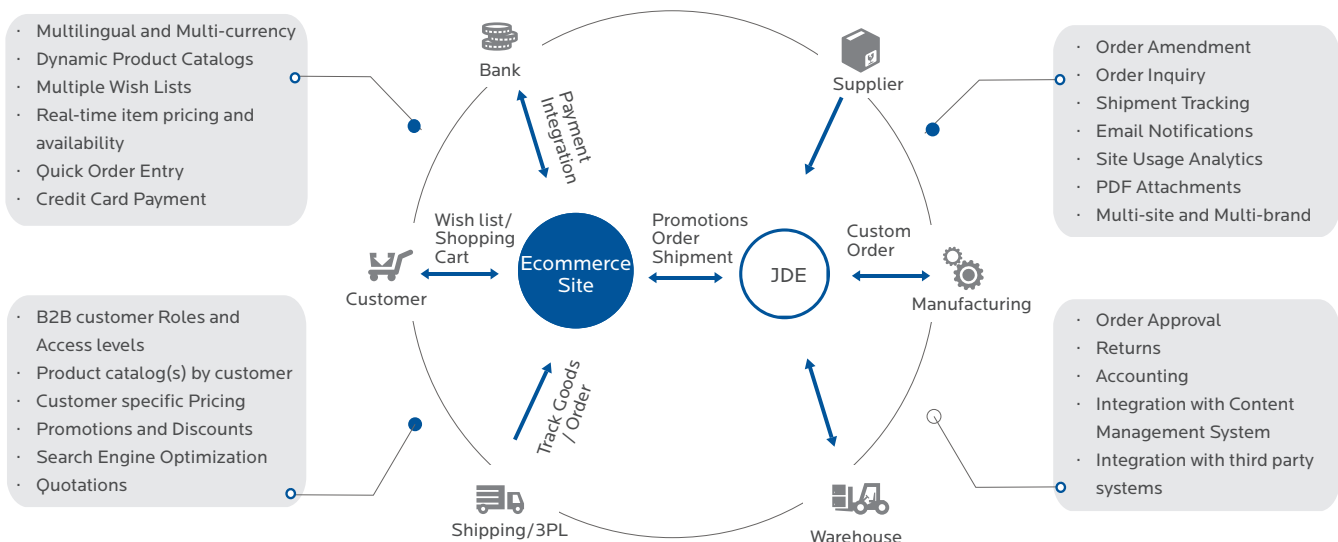 · Multilingual and Multi-currency
· Dynamic Product Catalogs
· Multiple Wish Lists
· Real-time item pricing and
availability
· Quick Order Entry
· Credit Card Payment
Bank
Payment
Integration
Supplier
· Order Amendment
· Order Inquiry
· Shipment Tracking
· Email Notifications
· Site Usage Analytics
· PDF Attachments
· Multi-site and Multi-brand
Customer
Wish list/
Shopping
Cart
Ecommerce
Site
Promotions
Order
Shipment
JDE
Custom
Order
Manufacturing
· B2B customer Roles and
Access levels
· Product catalog(s) by customer
· Customer specific Pricing
· Promotions and Discounts
· Search Engine Optimization
· Quotations
Track Goods
/ Order
Shipping/3PL
Warehouse
· Order Approval
· Returns
· Accounting
· Integration with Content
Management System
· Integration with third party
systems